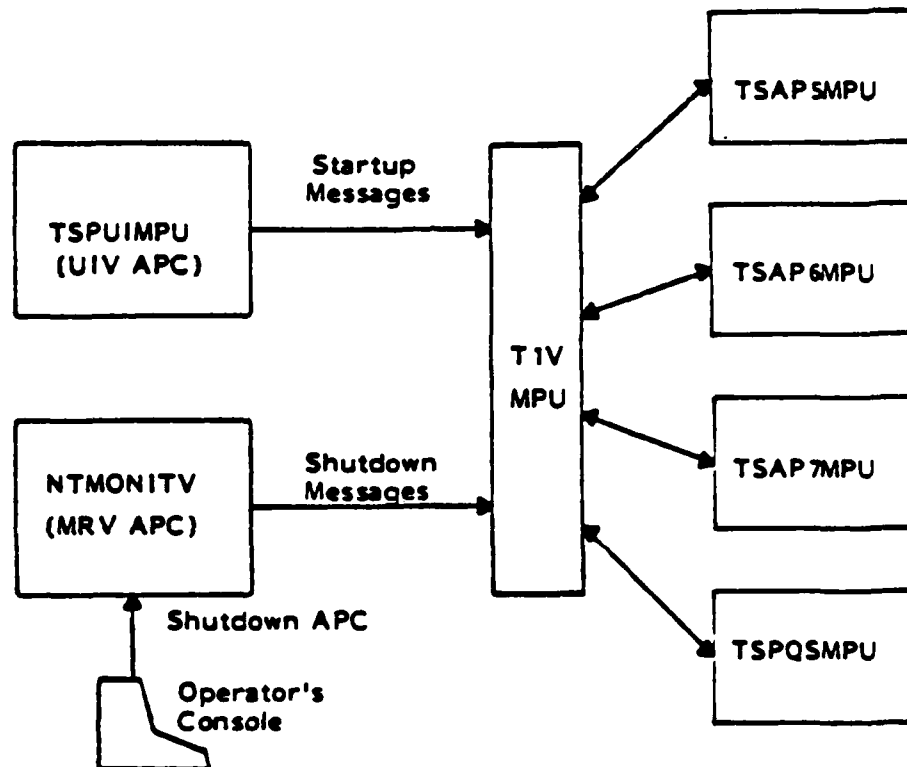 TSAP5MPU
Startup
Messages
TSPUIMPU
(UIV APC)
TSAP6MPU
T1V
MPU
TSAP7MPU
NTMONITV
(MRV APC)
Shutdown
Messages
Shutdown APC
TSPQSMPU
Operator's
Console